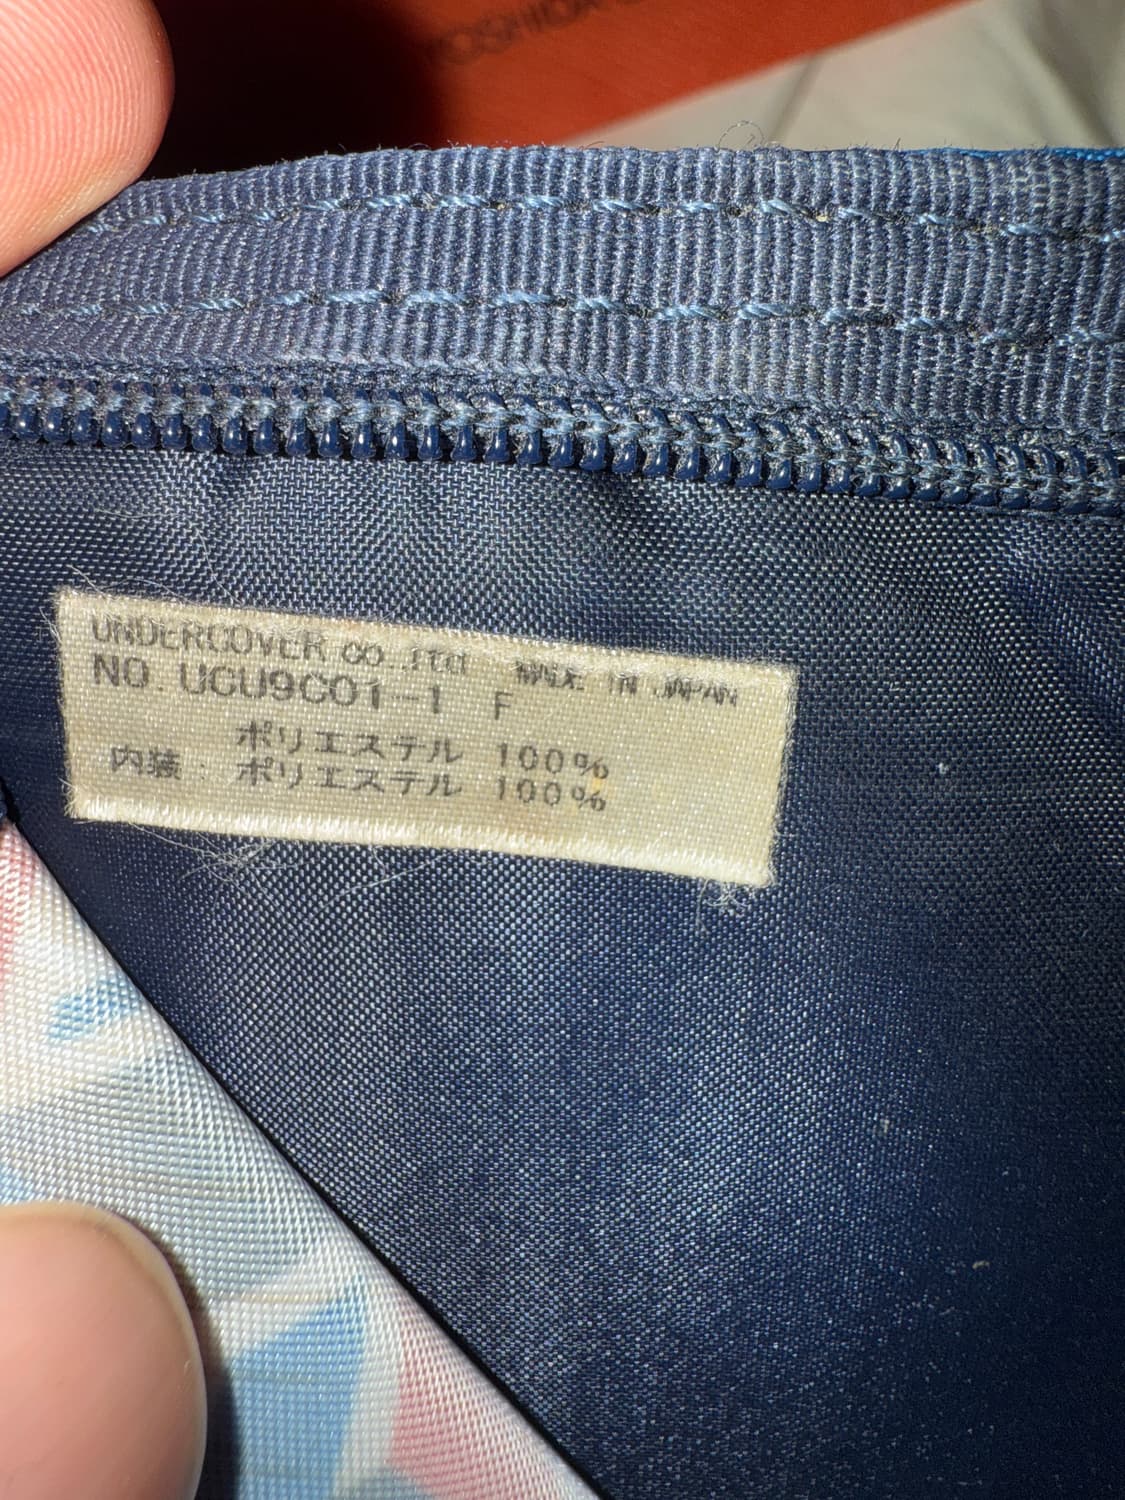 UNDERCOVER co.,ltd MADE IN JAPAN
NO. UCU9C01-1 F
ポリエステル 100%
内装: ポリエステル 100%